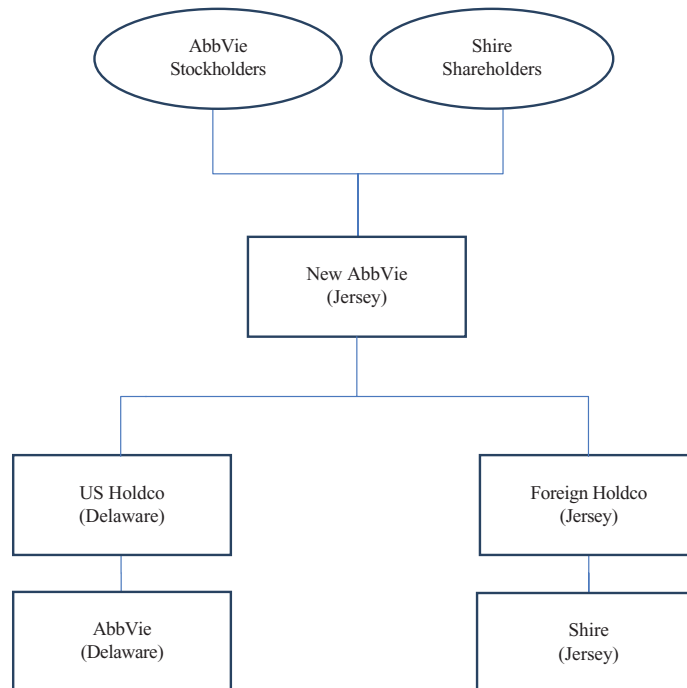 AbbVie
Stockholders
Shire
Shareholders
New AbbVie
(Jersey)
US Holdco
(Delaware)
Foreign Holdco
(Jersey)
AbbVie
(Delaware)
Shire
(Jersey)